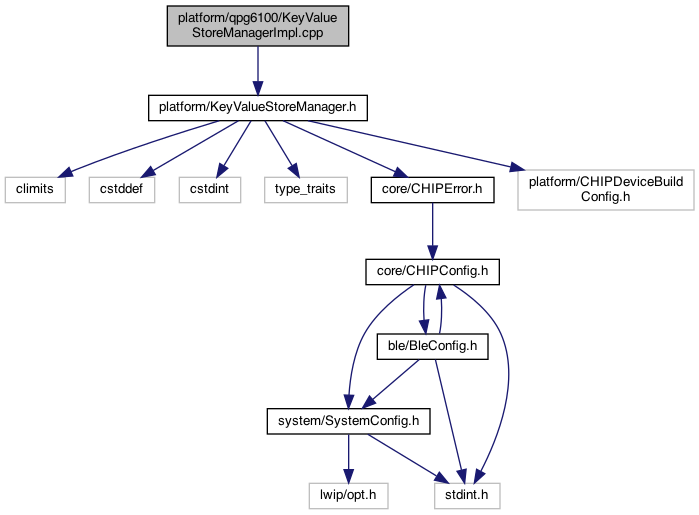 platform/qpg6100/KeyValue
StoreManagerImpl.cpp
platform/KeyValueStoreManager.h
climits
cstddef
cstdint
type_traits
core/CHIPError.h
platform/CHIPDeviceBuild
Config.h
core/CHIPConfig.h
ble/BleConfig.h
system/SystemConfig.h
lwip/opt.h
stdint.h